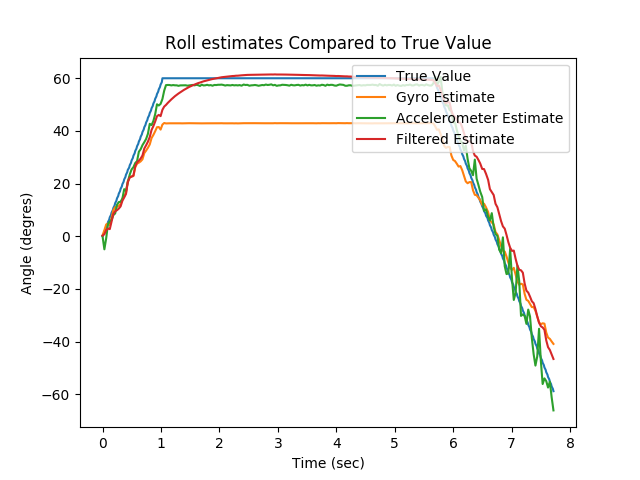 Roll estimates Compared to True Value
True Value
Gyro Estimate
Accelerometer Estimate
Filtered Estimate
Angle (degres)
60
40
20
0
−20
−40
−60
0 1 2 3 4 5 6 7 8
Time (sec)